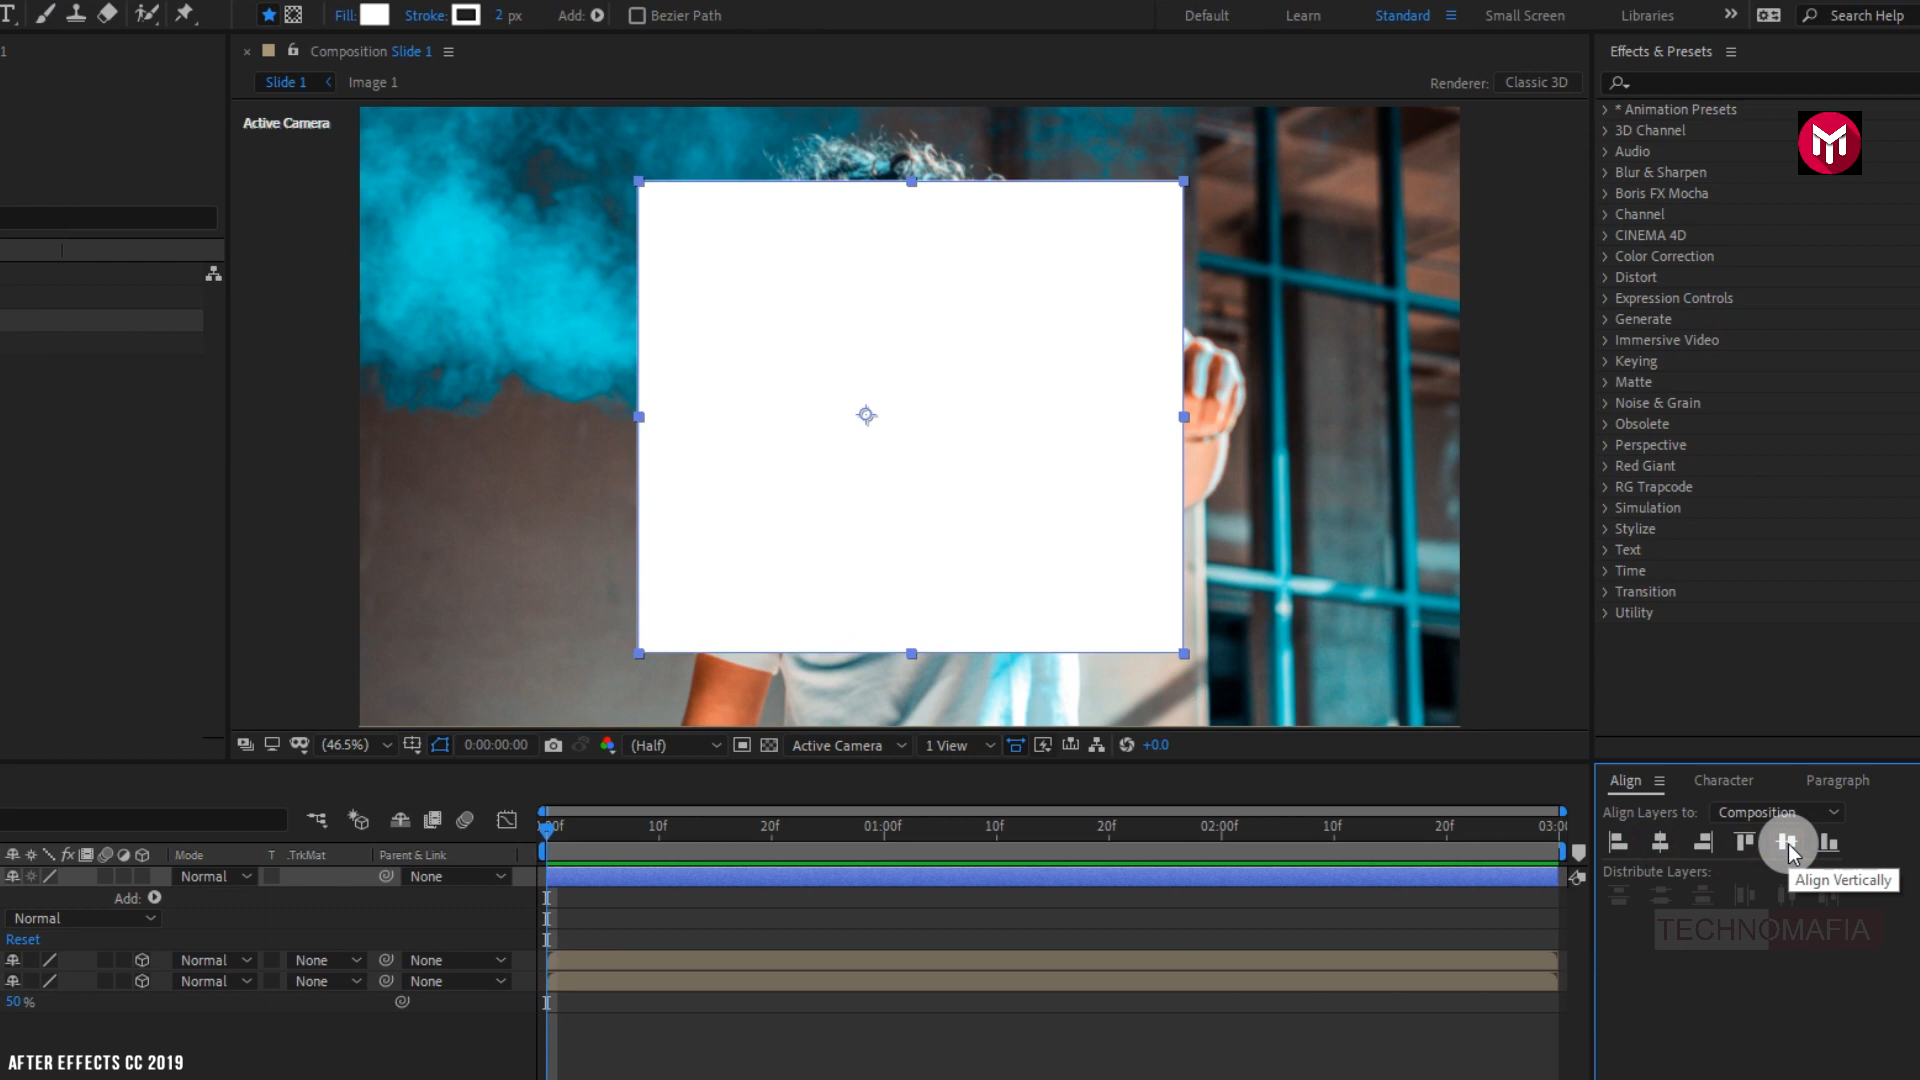 Fill: Stroke: 2 px Add: Bezier Path Default Learn Standard Small Screen Libraries Search Help
1 Composition Slide 1 Effects & Presets
Slide 1 Image 1 Renderer: Classic 3D
Active Camera
* Animation Presets
3D Channel
Audio
Blur & Sharpen
Boris FX Mocha
Channel
CINEMA 4D
Color Correction
Distort
Expression Controls
Generate
Immersive Video
Keying
Matte
Noise & Grain
Obsolete
Perspective
Red Giant
RG Trapcode
Simulation
Stylize
Text
Time
Transition
Utility
(46.5%) 0:00:00:00 (Half) Active Camera 1 View +0.0
Align Character Paragraph
Align Layers to: Composition
10f 20f 01:00f 10f 20f 02:00f 10f 20f
Mode T .TrkMat Parent & Link
Normal None
Distribute Layers:
Align Vertically
Add:
Normal
Reset
TECHNOMAFIA
Normal None None
Normal None None
50 %
AFTER EFFECTS CC 2019